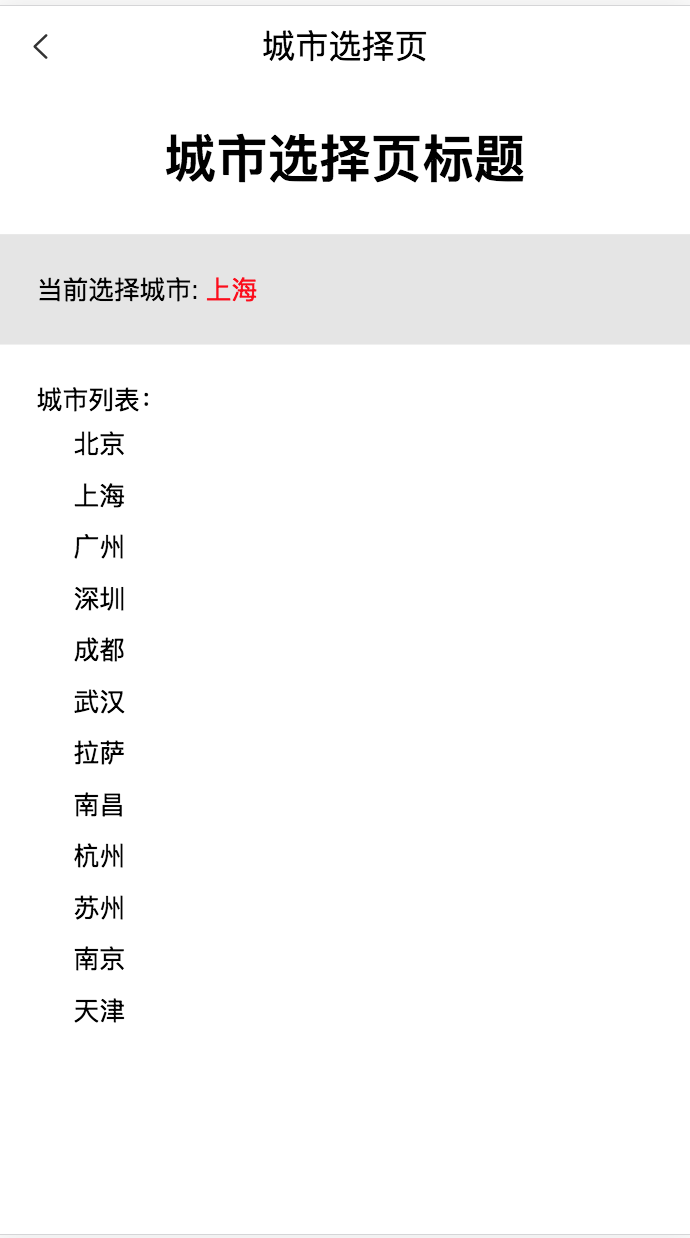 城市选择页
城市选择页标题
当前选择城市: 上海
城市列表：
北京
上海
广州
深圳
成都
武汉
拉萨
南昌
杭州
苏州
南京
天津